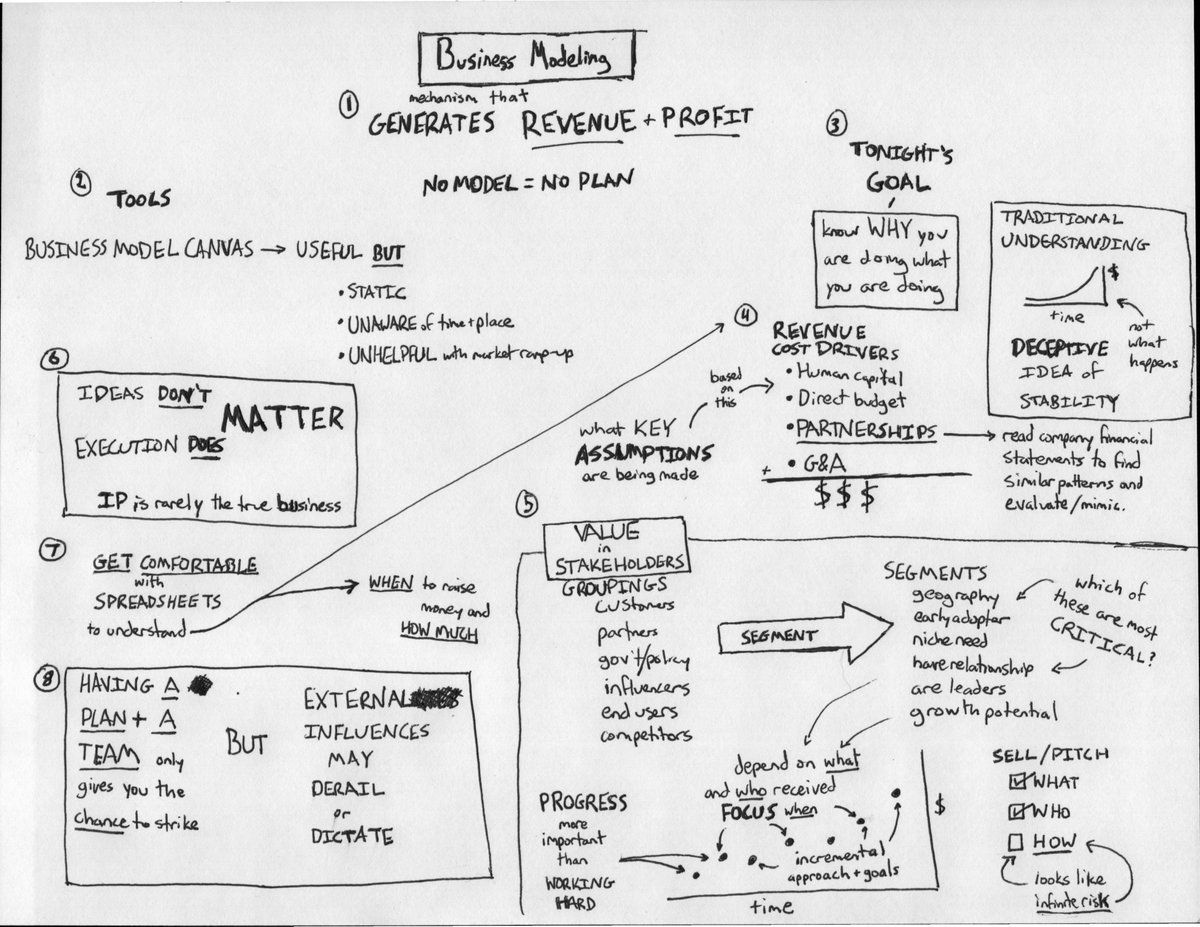 Business Modeling
①
mechanism that
GENERATES REVENUE + PROFIT
NO MODEL = NO PLAN
②
TOOLS
BUSINESS MODEL CANVAS → USEFUL BUT
• STATIC
• UNAWARE of time + place
• UNHELPFUL with market ramp-up
③
TONIGHT'S
GOAL
know WHY you
are doing what
you are doing
TRADITIONAL
UNDERSTANDING
$
time
not
what
happens
DECEPTIVE
IDEA of
STABILITY
④
REVENUE
COST DRIVERS
• Human capital
• Direct budget
• PARTNERSHIPS
+ • G&A
$ $ $
based
on
this
what KEY
ASSUMPTIONS
are being made
read company financial
statements to find
similar patterns and
evaluate/mimic.
⑤
VALUE
in
STAKEHOLDERS
GROUPINGS
customers
partners
gov't/policy
influencers
end users
competitors
SEGMENT
SEGMENTS
geography
early adopter
niche need
have relationship
are leaders
growth potential
which of
these are most
CRITICAL?
depend on what
and who received
FOCUS when
PROGRESS
more
important
than
WORKING
HARD
incremental
approach + goals
$
time
SELL/PITCH
☑ WHAT
☑ WHO
☐ HOW
looks like
infinite risk
⑥
IDEAS DON'T
MATTER
EXECUTION DOES
IP is rarely the true business
⑦
GET COMFORTABLE
with
SPREADSHEETS
to understand
WHEN to raise
money and
HOW MUCH
⑧
HAVING A
PLAN + A
TEAM only
gives you the
chance to strike
BUT
EXTERNAL
INFLUENCES
MAY
DERAIL
or
DICTATE